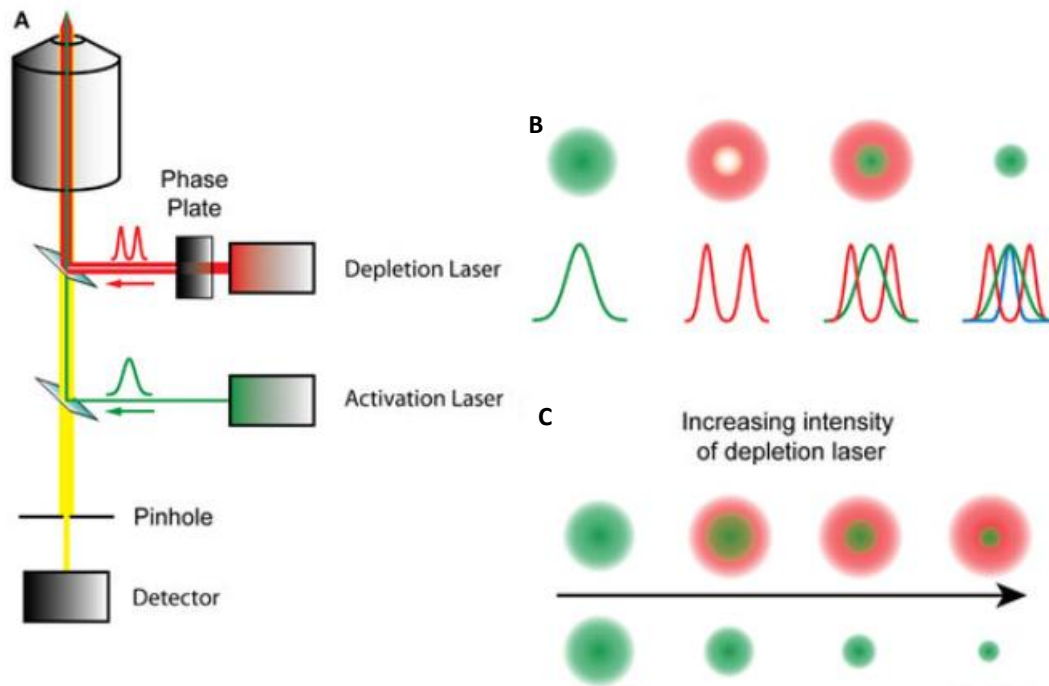 A
Phase
Plate
Depletion Laser
Activation Laser
Pinhole
Detector
B
C
Increasing intensity
of depletion laser